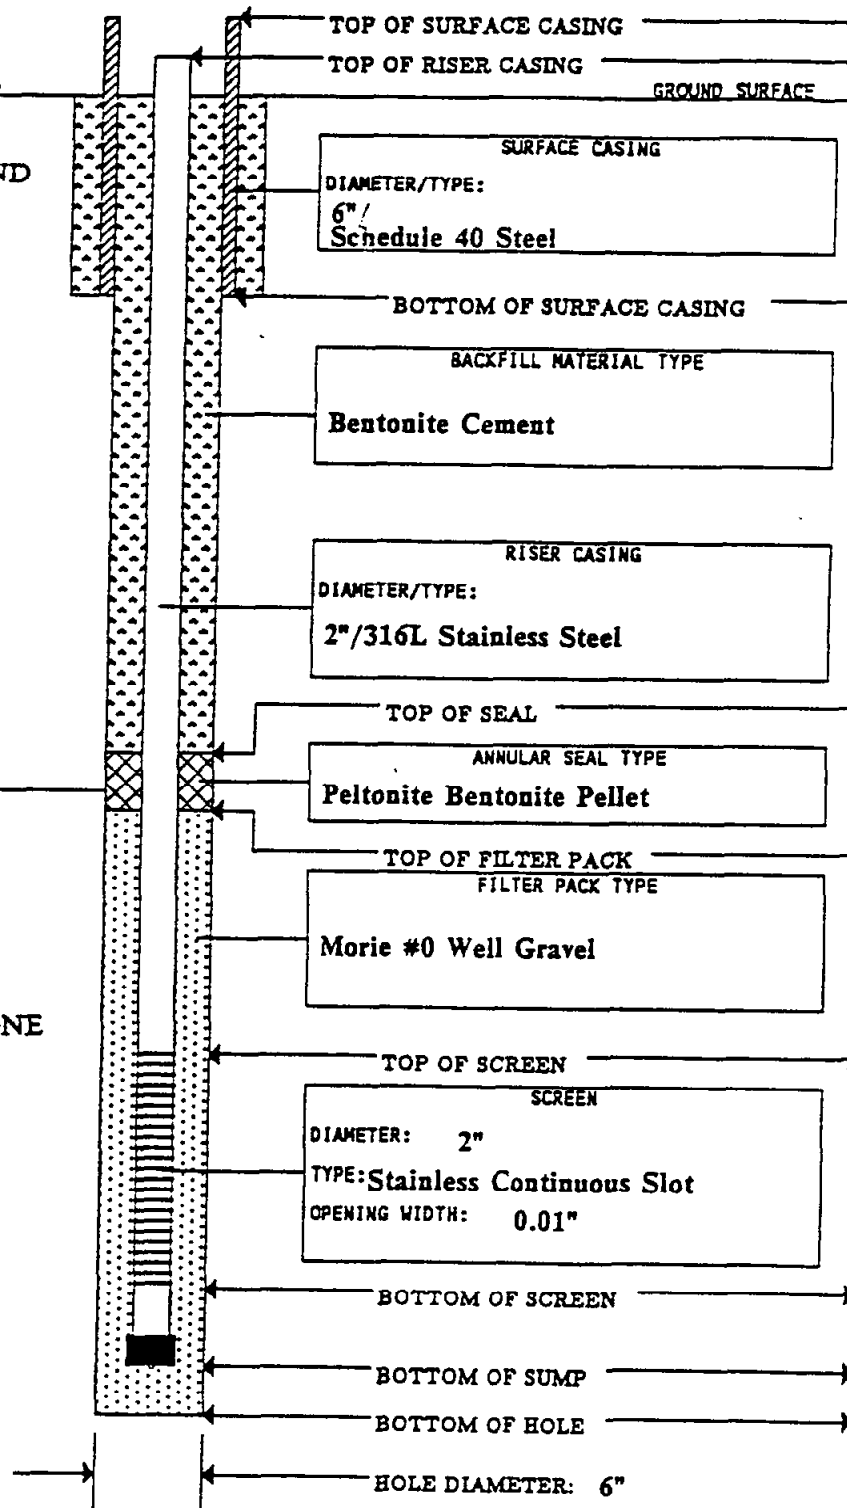 TOP OF SURFACE CASING
TOP OF RISER CASING
GROUND SURFACE
ND
SURFACE CASING
DIAMETER/TYPE:
6"/
Schedule 40 Steel
BOTTOM OF SURFACE CASING
BACKFILL MATERIAL TYPE
Bentonite Cement
RISER CASING
DIAMETER/TYPE:
2"/316L Stainless Steel
TOP OF SEAL
ANNULAR SEAL TYPE
Peltonite Bentonite Pellet
TOP OF FILTER PACK
FILTER PACK TYPE
Morie #0 Well Gravel
NE
TOP OF SCREEN
SCREEN
DIAMETER: 2"
TYPE: Stainless Continuous Slot
OPENING WIDTH: 0.01"
BOTTOM OF SCREEN
BOTTOM OF SUMP
BOTTOM OF HOLE
HOLE DIAMETER: 6"